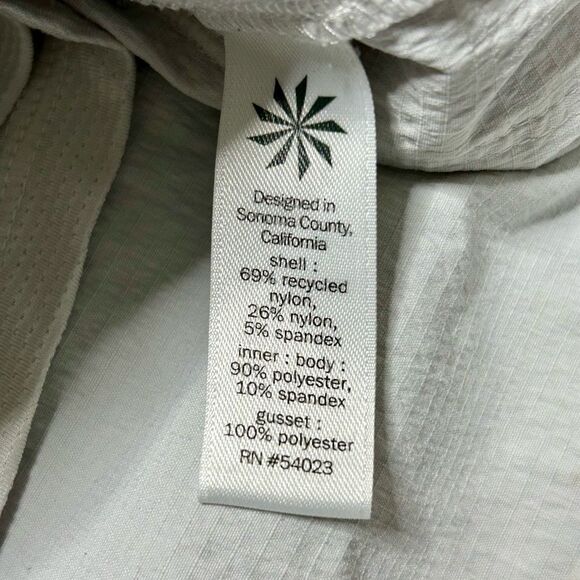 Designed in
Sonoma County,
California
shell :
69% recycled
nylon,
26% nylon,
5% spandex
inner : body :
90% polyester,
10% spandex
gusset :
100% polyester
RN #54023